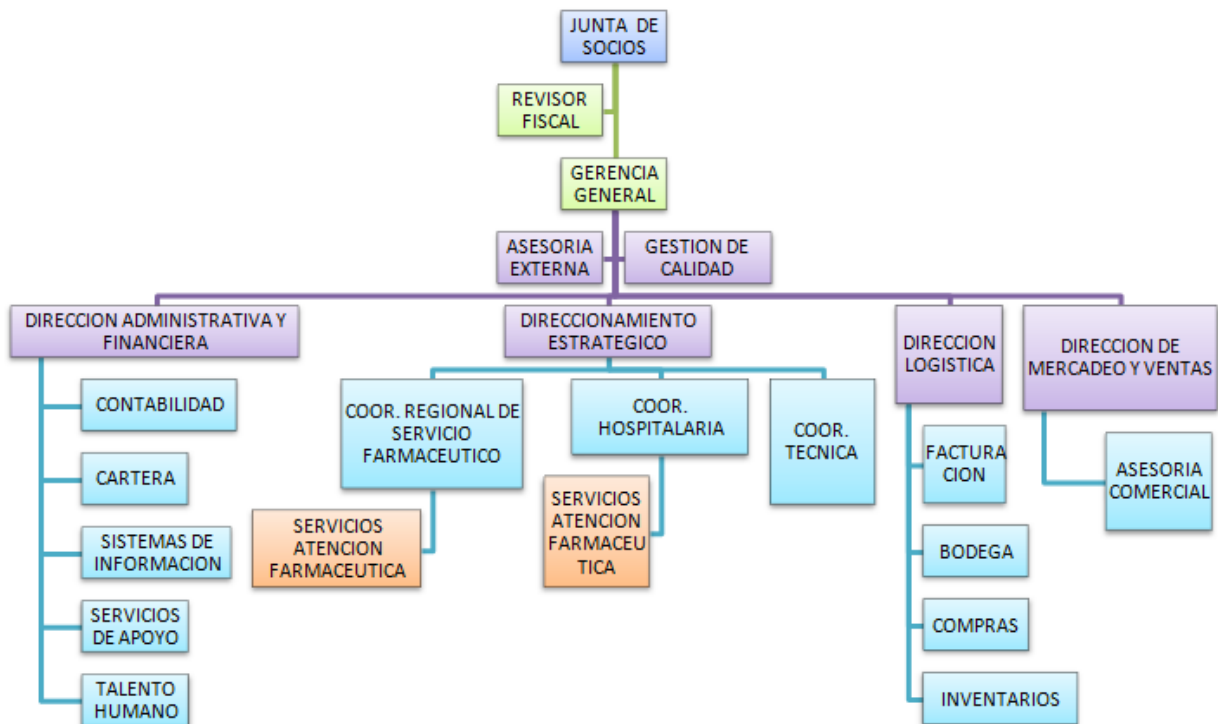 JUNTA DE
SOCIOS
REVISOR
FISCAL
GERENCIA
GENERAL
ASESORIA
EXTERNA
GESTION DE
CALIDAD
DIRECCION ADMINISTRATIVA Y
FINANCIERA
CONTABILIDAD
CARTERA
SISTEMAS DE
INFORMACION
SERVICIOS
DE APOYO
TALENTO
HUMANO
DIRECCIONAMIENTO
ESTRATEGICO
COOR. REGIONAL DE
SERVICIO
FARMACEUTICO
SERVICIOS
ATENCION
FARMACEUTICA
COOR.
HOSPITALARIA
SERVICIOS
ATENCION
FARMACEU
TICA
COOR.
TECNICA
DIRECCION
LOGISTICA
FACTURA
CION
BODEGA
COMPRAS
INVENTARIOS
DIRECCION DE
MERCADEO Y VENTAS
ASESORIA
COMERCIAL